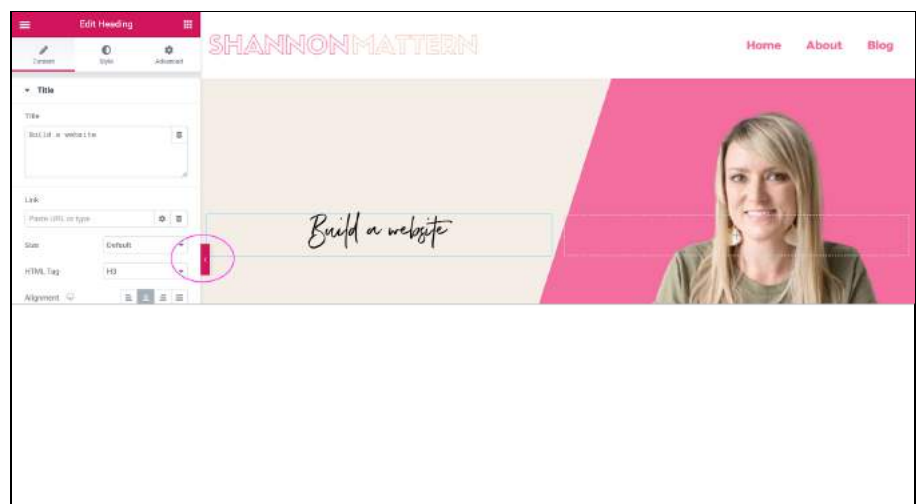 Edit Heading
SHANNONMATTERN
Home About Blog
Content Style Advanced
Title
Title
Build a website
Link
Paste URL or type
Size Default
HTML Tag H3
Alignment
Build a website